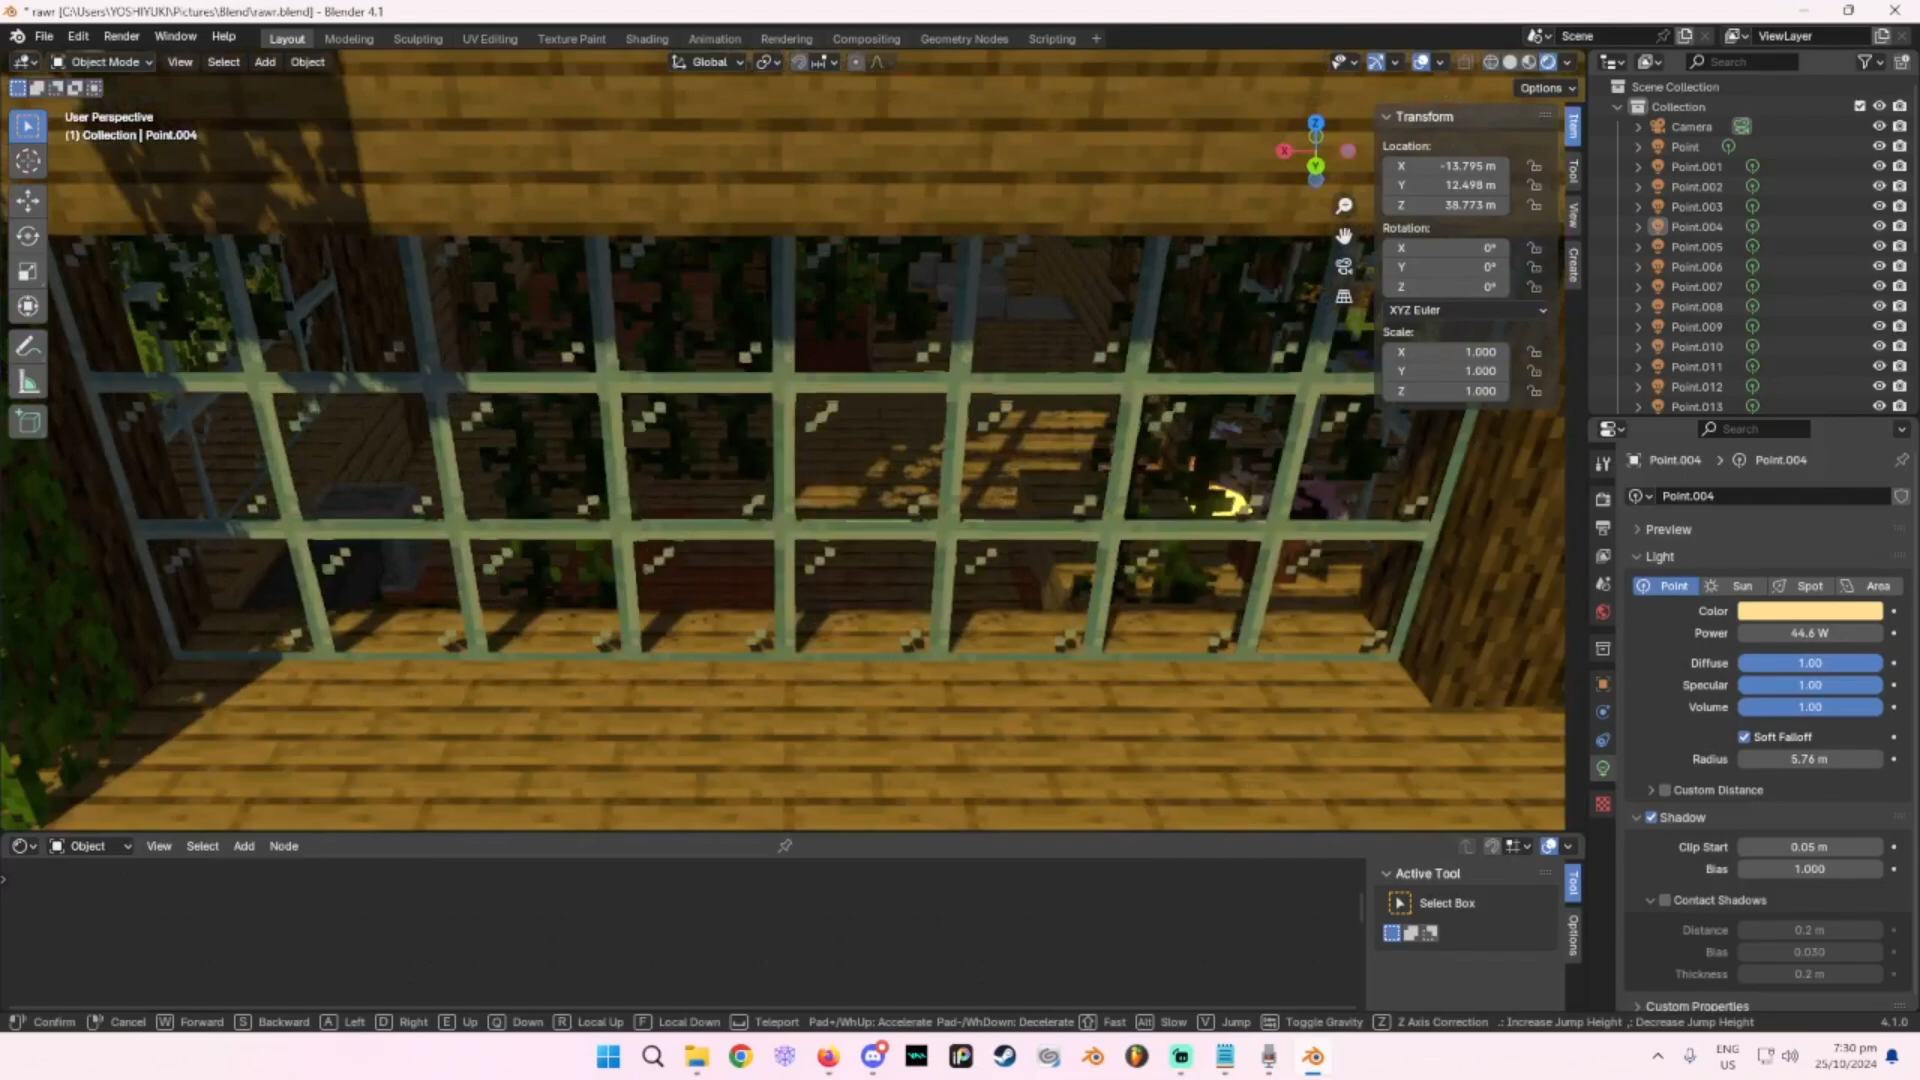 * rawr [C:\Users\YOSHIYUKI\Pictures\Blend\rawr.blend] - Blender 4.1
File Edit Render Window Help Layout Modeling Sculpting UV Editing Texture Paint Shading Animation Rendering Compositing Geometry Nodes Scripting + Scene ViewLayer
Object Mode View Select Add Object Global Search
Options
User Perspective
(1) Collection | Point.004
Z
X
Y
Transform
Location:
X -13.795 m
Y 12.498 m
Z 38.773 m
Rotation:
X 0°
Y 0°
Z 0°
XYZ Euler
Scale:
X 1.000
Y 1.000
Z 1.000
Item
Tool
View
Create
Scene Collection
Collection
Camera
Point
Point.001
Point.002
Point.003
Point.004
Point.005
Point.006
Point.007
Point.008
Point.009
Point.010
Point.011
Point.012
Point.013
Search
Point.004 > Point.004
Point.004
Preview
Light
Point Sun Spot Area
Color
Power 44.6 W
Diffuse 1.00
Specular 1.00
Volume 1.00
Soft Falloff
Radius 5.76 m
Custom Distance
Shadow
Clip Start 0.05 m
Bias 1.000
Contact Shadows
Distance 0.2 m
Bias 0.030
Thickness 0.2 m
Custom Properties
Object View Select Add Node
Active Tool
Select Box
Tool
Options
Confirm Cancel W Forward S Backward A Left D Right E Up Q Down R Local Up F Local Down Teleport Pad+/WhUp: Accelerate Pad-/WhDown: Decelerate Fast Alt Slow V Jump Toggle Gravity Z Z Axis Correction .: Increase Jump Height ,: Decrease Jump Height 4.1.0
ENG
US
7:30 pm
25/10/2024